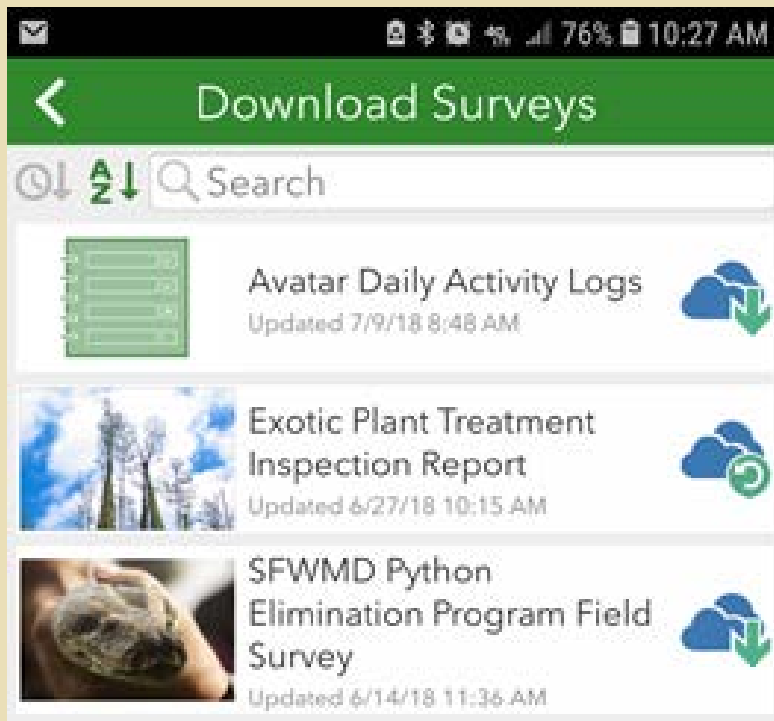 76% 10:27 AM
Download Surveys
A
Z
Search
Avatar Daily Activity Logs
Updated 7/9/18 8:48 AM
Exotic Plant Treatment
Inspection Report
Updated 6/27/18 10:15 AM
SFWMD Python
Elimination Program Field
Survey
Updated 6/14/18 11:36 AM